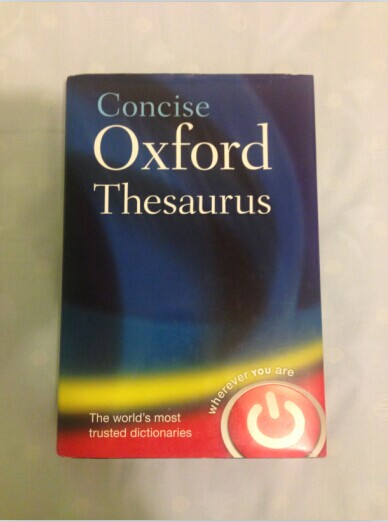 Concise
Oxford
Thesaurus
wherever YOU are
The world's most
trusted dictionaries